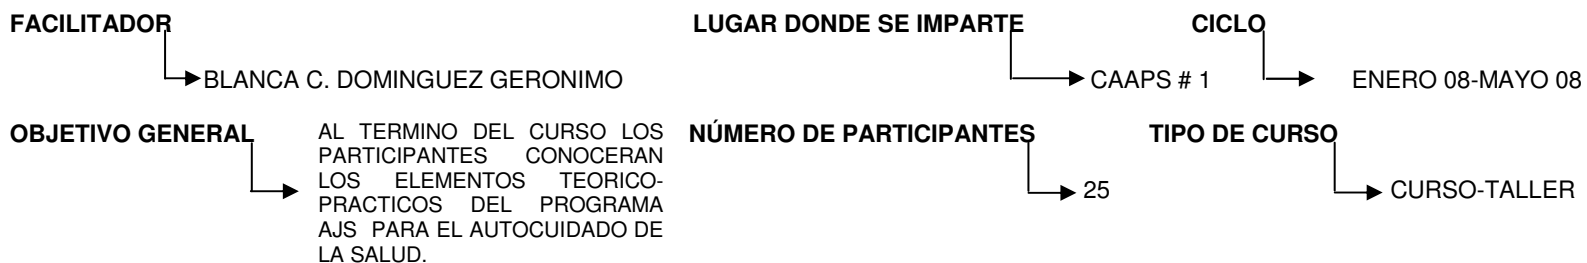 FACILITADOR
BLANCA C. DOMINGUEZ GERONIMO
LUGAR DONDE SE IMPARTE
CAAPS # 1
CICLO
ENERO 08-MAYO 08
OBJETIVO GENERAL
AL TERMINO DEL CURSO LOS
PARTICIPANTES CONOCERAN
LOS ELEMENTOS TEORICO-
PRACTICOS DEL PROGRAMA
AJS PARA EL AUTOCUIDADO DE
LA SALUD.
NÚMERO DE PARTICIPANTES
25
TIPO DE CURSO
CURSO-TALLER